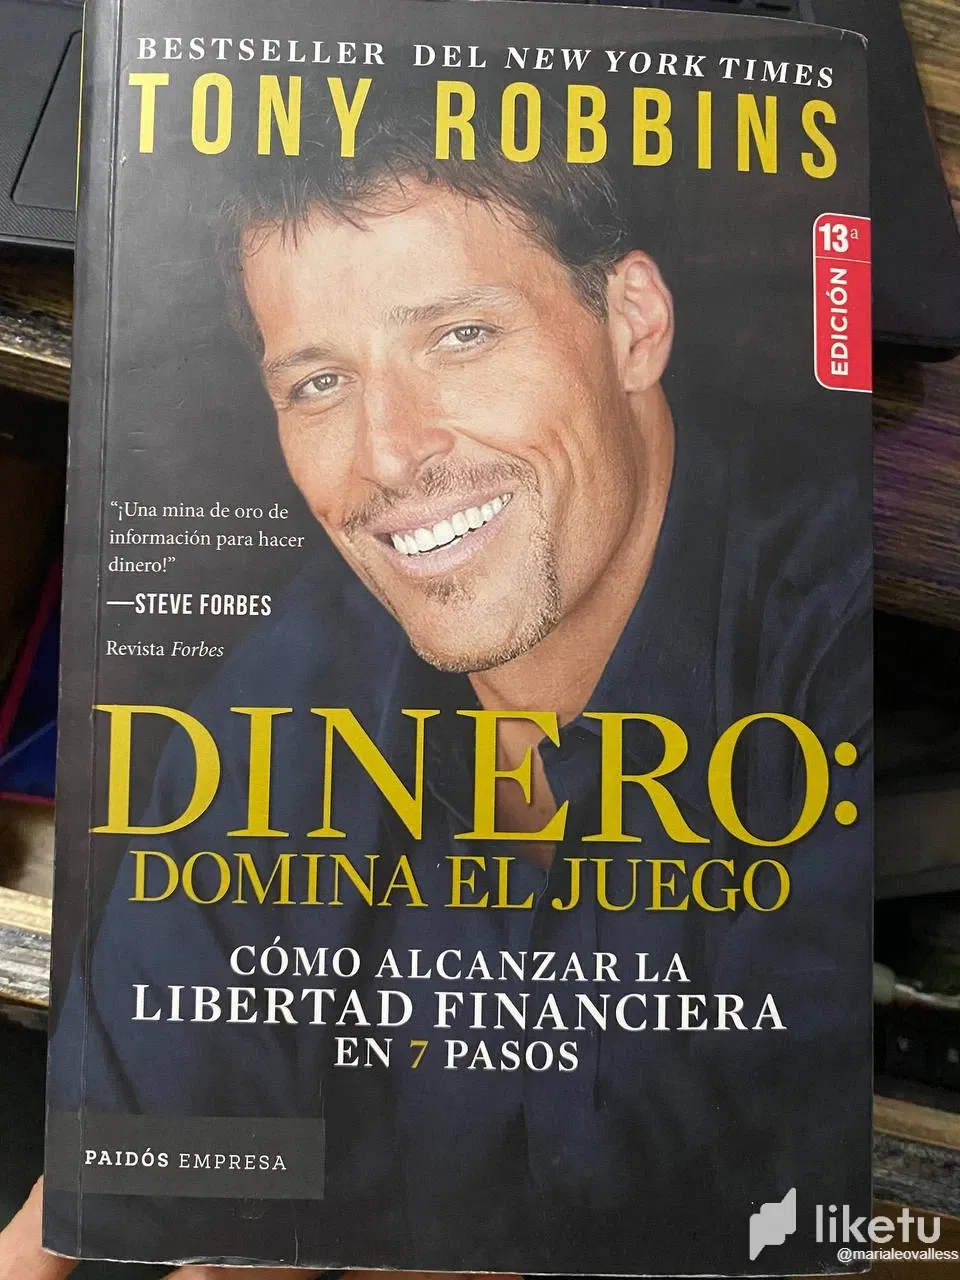 BESTSELLER DEL NEW YORK TIMES
TONY ROBBINS
13ª
EDICIÓN
“¡Una mina de oro de
información para hacer
dinero!”
—STEVE FORBES
Revista Forbes
DINERO:
DOMINA EL JUEGO
CÓMO ALCANZAR LA
LIBERTAD FINANCIERA
EN 7 PASOS
PAIDÓS EMPRESA
liketu
@marialeovalless